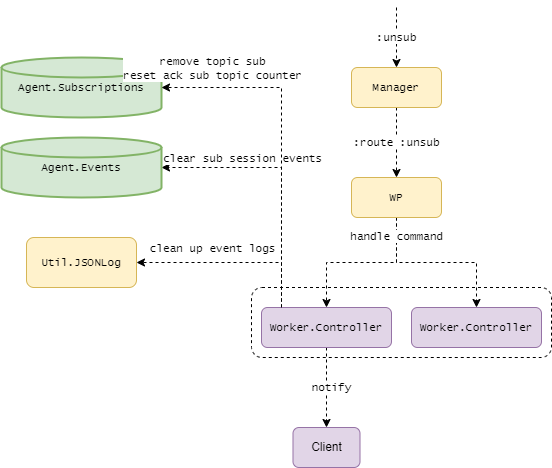 :unsub
remove topic sub
reset ack sub topic counter
Agent.Subscriptions
Manager
:route :unsub
clear sub session events
Agent.Events
WP
handle command
clean up event logs
Util.JSONLog
Worker.Controller
Worker.Controller
notify
Client